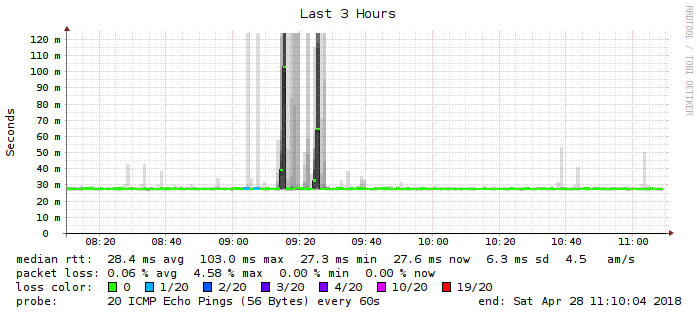 Last 3 Hours
RRDTOOL / TOBI OETIKER
Seconds
120 m
110 m
100 m
90 m
80 m
70 m
60 m
50 m
40 m
30 m
20 m
10 m
0
08:20 08:40 09:00 09:20 09:40 10:00 10:20 10:40 11:00
median rtt: 28.4 ms avg 103.0 ms max 27.3 ms min 27.6 ms now 6.3 ms sd 4.5 am/s
packet loss: 0.06 % avg 4.58 % max 0.00 % min 0.00 % now
loss color: 0 1/20 2/20 3/20 4/20 10/20 19/20
probe: 20 ICMP Echo Pings (56 Bytes) every 60s end: Sat Apr 28 11:10:04 2018